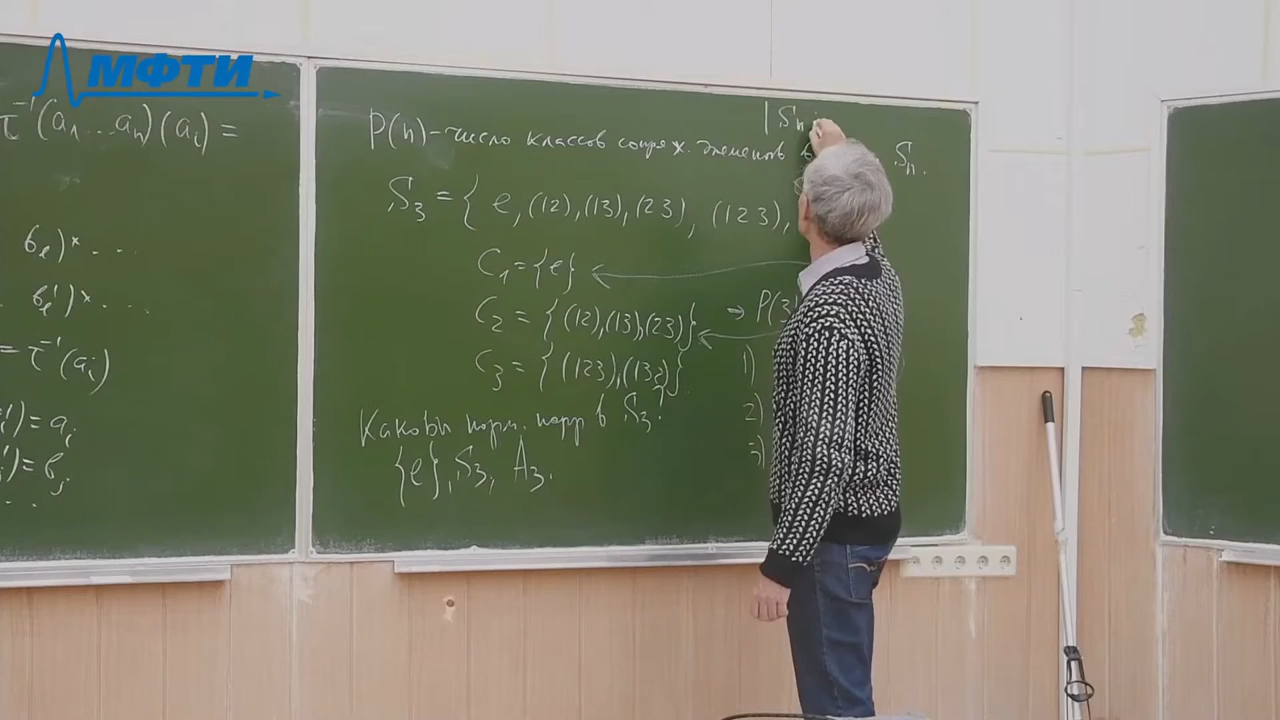 МФТИ
τ⁻¹(a₁...aₙ)(aᵢ) =
bₑ)* ...
bₑ')* ...
= τ⁻¹(aᵢ)
') = aᵢ
') = bⱼ
...
|Sₙ
P(n) - число классов сопряж. элементов в Sₙ.
S₃ = { e, (12), (13), (23), (123),
C₁ = {e}
C₂ = {(12),(13),(23)}
→ P(3
C₃ = {(123),(132)}
1)
2)
3)
Каковы норм. подгр в S₃?
{e}, S₃, A₃.